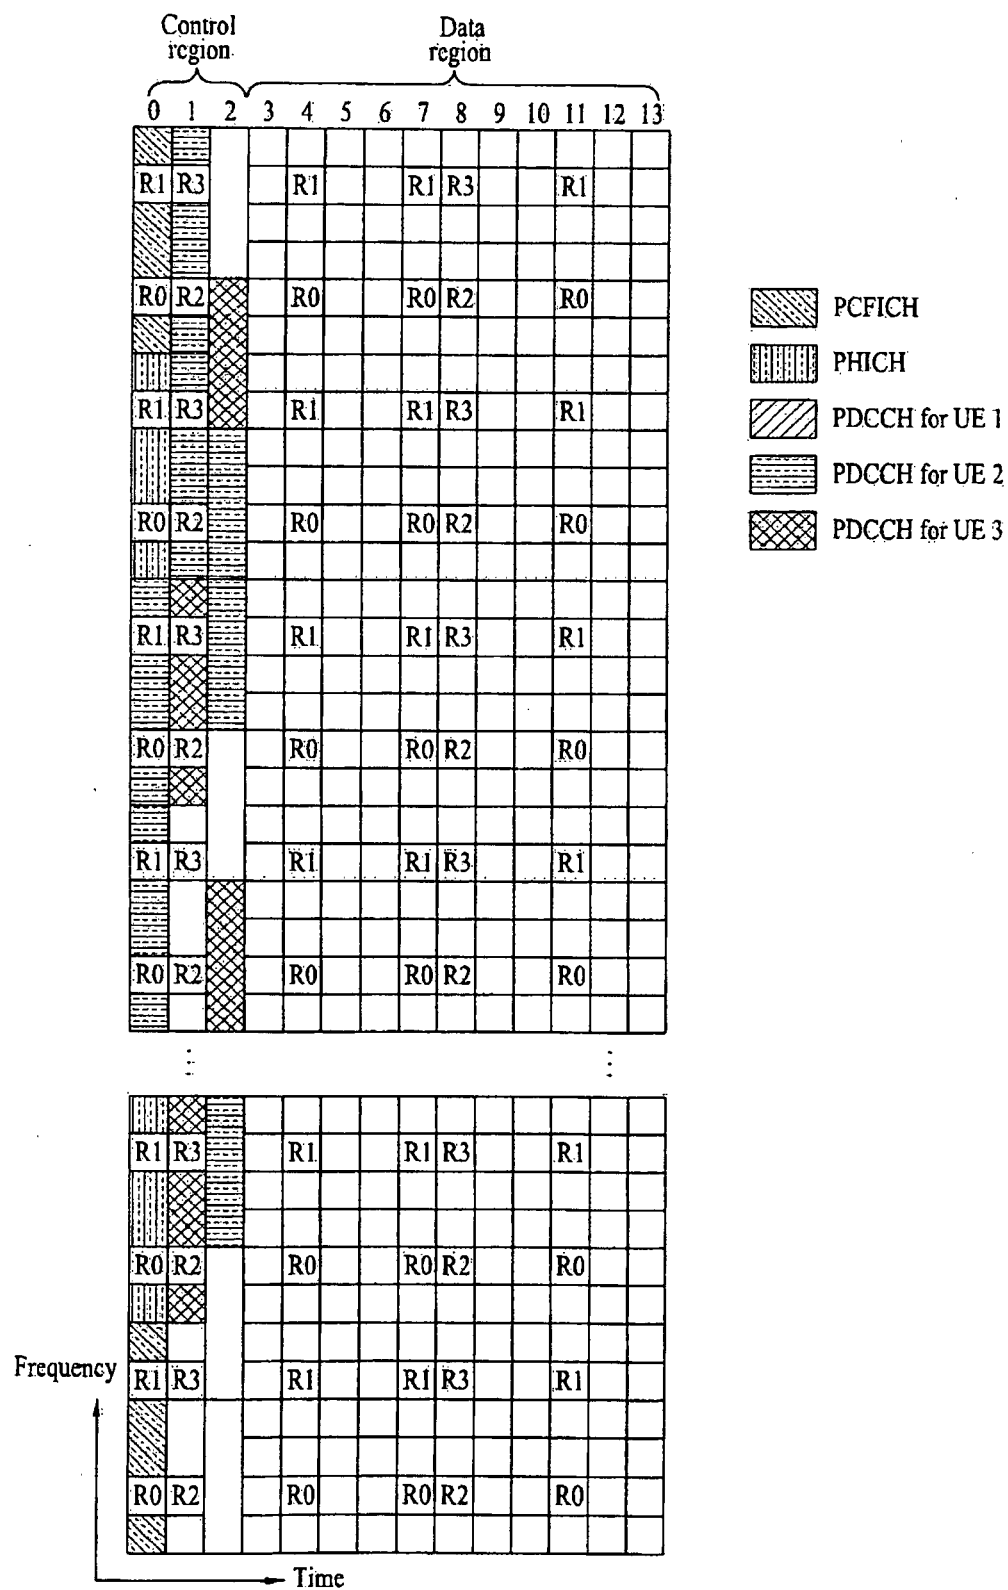 Control region
Data region
0 1 2 3 4 5 6 7 8 9 10 11 12 13
R1 R3 R1 R1 R3 R1
R0 R2 R0 R0 R2 R0
R1 R3 R1 R1 R3 R1
R0 R2 R0 R0 R2 R0
R1 R3 R1 R1 R3 R1
R0 R2 R0 R0 R2 R0
R1 R3 R1 R1 R3 R1
R0 R2 R0 R0 R2 R0
R1 R3 R1 R1 R3 R1
R0 R2 R0 R0 R2 R0
R1 R3 R1 R1 R3 R1
R0 R2 R0 R0 R2 R0
PCFICH
PHICH
PDCCH for UE 1
PDCCH for UE 2
PDCCH for UE 3
Frequency
Time